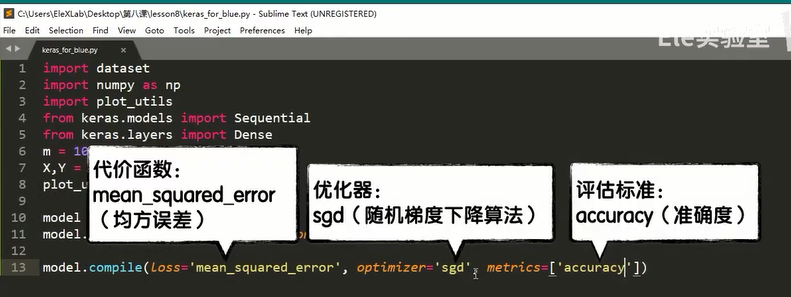 C:\Users\EleXLab\Desktop\第八课\lesson8\keras_for_blue.py - Sublime Text (UNREGISTERED)
File Edit Selection Find View Goto Tools Project Preferences Help
Ele实验室
keras_for_blue.py
1 import dataset
2 import numpy as np
3 import plot_utils
4 from keras.models import Sequential
5 from keras.layers import Dense
6 m = 10
7 X,Y =
8 plot_u
9
10 model
11 model.
12
13 model.compile(loss='mean_squared_error', optimizer='sgd', metrics=['accuracy'])
代价函数:
mean_squared_error
(均方误差)
优化器:
sgd(随机梯度下降算法)
评估标准:
accuracy(准确度)